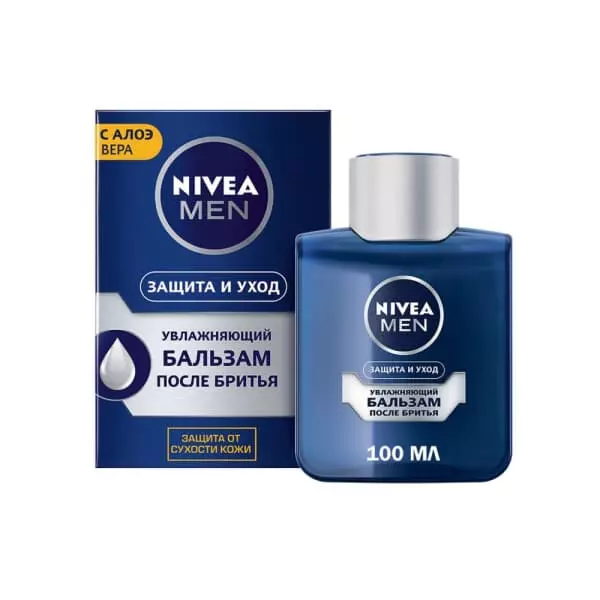 С АЛОЭ
ВЕРА
NIVEA
MEN
ЗАЩИТА И УХОД
УВЛАЖНЯЮЩИЙ
БАЛЬЗАМ
ПОСЛЕ БРИТЬЯ
ЗАЩИТА ОТ
СУХОСТИ КОЖИ
NIVEA
MEN
ЗАЩИТА И УХОД
УВЛАЖНЯЮЩИЙ
БАЛЬЗАМ
ПОСЛЕ БРИТЬЯ
100 МЛ